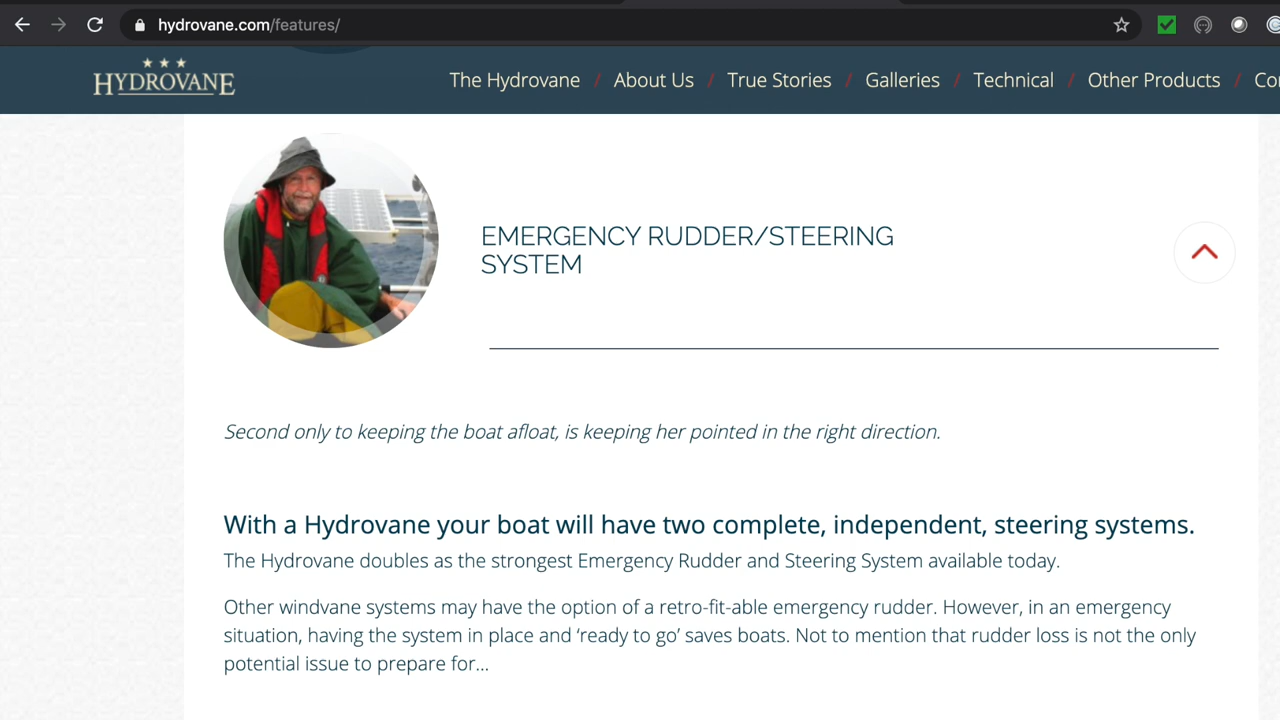 hydrovane.com/features/
★ ★ ★
HYDROVANE
The Hydrovane / About Us / True Stories / Galleries / Technical / Other Products / Co
EMERGENCY RUDDER/STEERING
SYSTEM
Second only to keeping the boat afloat, is keeping her pointed in the right direction.
With a Hydrovane your boat will have two complete, independent, steering systems.
The Hydrovane doubles as the strongest Emergency Rudder and Steering System available today.
Other windvane systems may have the option of a retro-fit-able emergency rudder. However, in an emergency
situation, having the system in place and ‘ready to go’ saves boats. Not to mention that rudder loss is not the only
potential issue to prepare for...